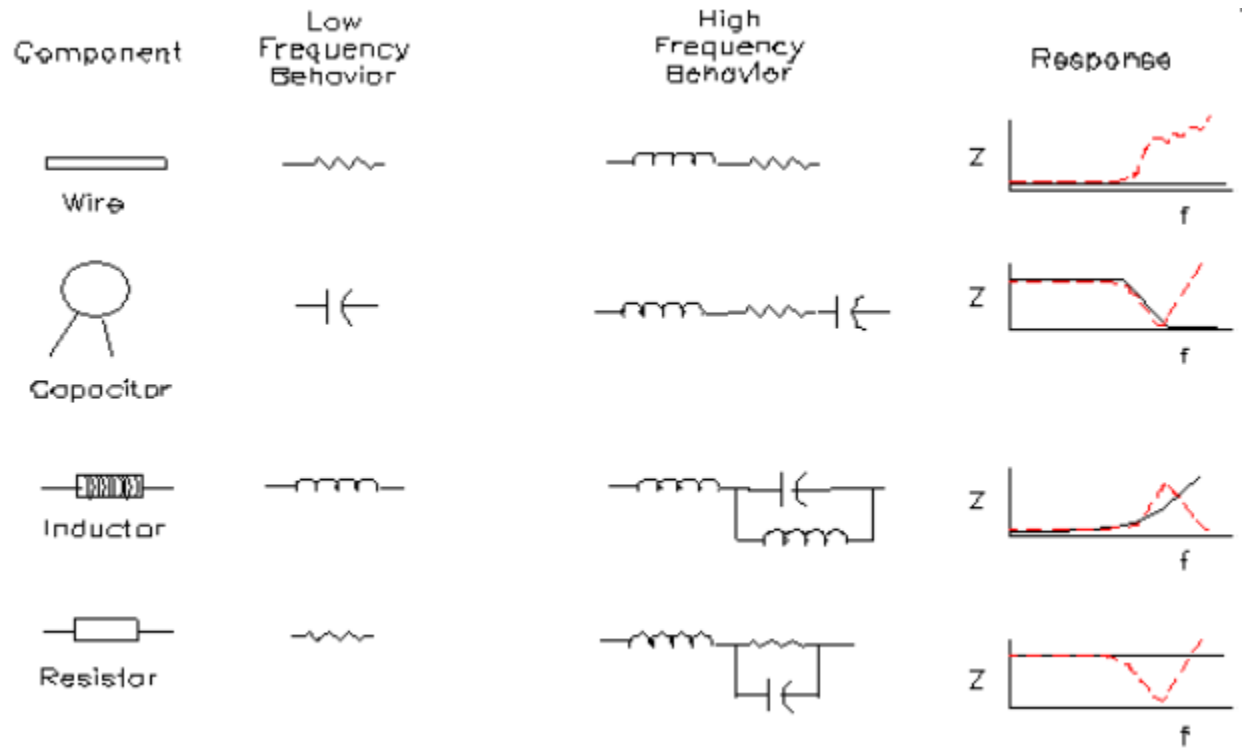 Component
Low
Frequency
Behavior
High
Frequency
Behavior
Response
Wire
Z
f
Capacitor
Z
f
Inductor
Z
f
Resistor
Z
f